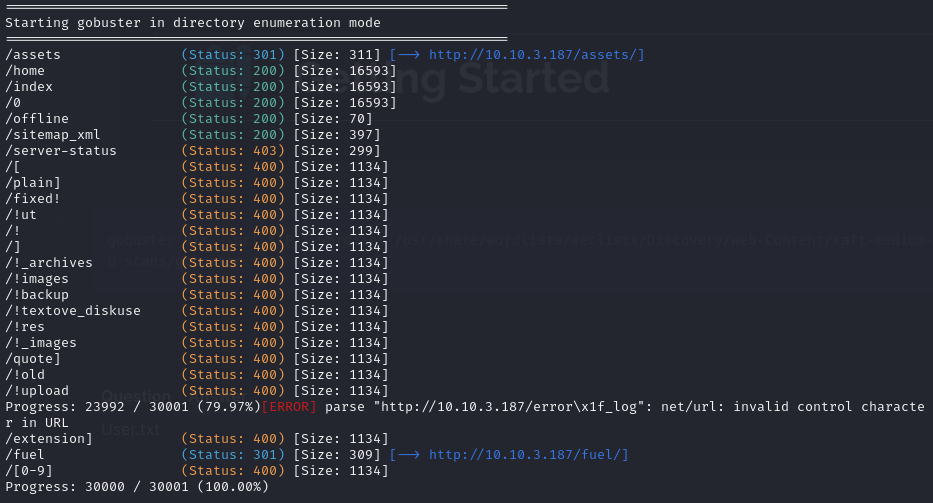 ===============================================================
Starting gobuster in directory enumeration mode
===============================================================
/assets (Status: 301) [Size: 311] [--> http://10.10.3.187/assets/]
/home (Status: 200) [Size: 16593]
/index (Status: 200) [Size: 16593]
/0 (Status: 200) [Size: 16593]
/offline (Status: 200) [Size: 70]
/sitemap_xml (Status: 200) [Size: 397]
/server-status (Status: 403) [Size: 299]
/[ (Status: 400) [Size: 1134]
/plain] (Status: 400) [Size: 1134]
/fixed! (Status: 400) [Size: 1134]
/!ut (Status: 400) [Size: 1134]
/! (Status: 400) [Size: 1134]
/] (Status: 400) [Size: 1134]
/!_archives (Status: 400) [Size: 1134]
/!images (Status: 400) [Size: 1134]
/!backup (Status: 400) [Size: 1134]
/!textove_diskuse (Status: 400) [Size: 1134]
/!res (Status: 400) [Size: 1134]
/!_images (Status: 400) [Size: 1134]
/quote] (Status: 400) [Size: 1134]
/!old (Status: 400) [Size: 1134]
/!upload (Status: 400) [Size: 1134]
Progress: 23992 / 30001 (79.97%)[ERROR] parse "http://10.10.3.187/error\x1f_log": net/url: invalid control characte
r in URL
/extension] (Status: 400) [Size: 1134]
/fuel (Status: 301) [Size: 309] [--> http://10.10.3.187/fuel/]
/[0-9] (Status: 400) [Size: 1134]
Progress: 30000 / 30001 (100.00%)
Started
Question
User.txt